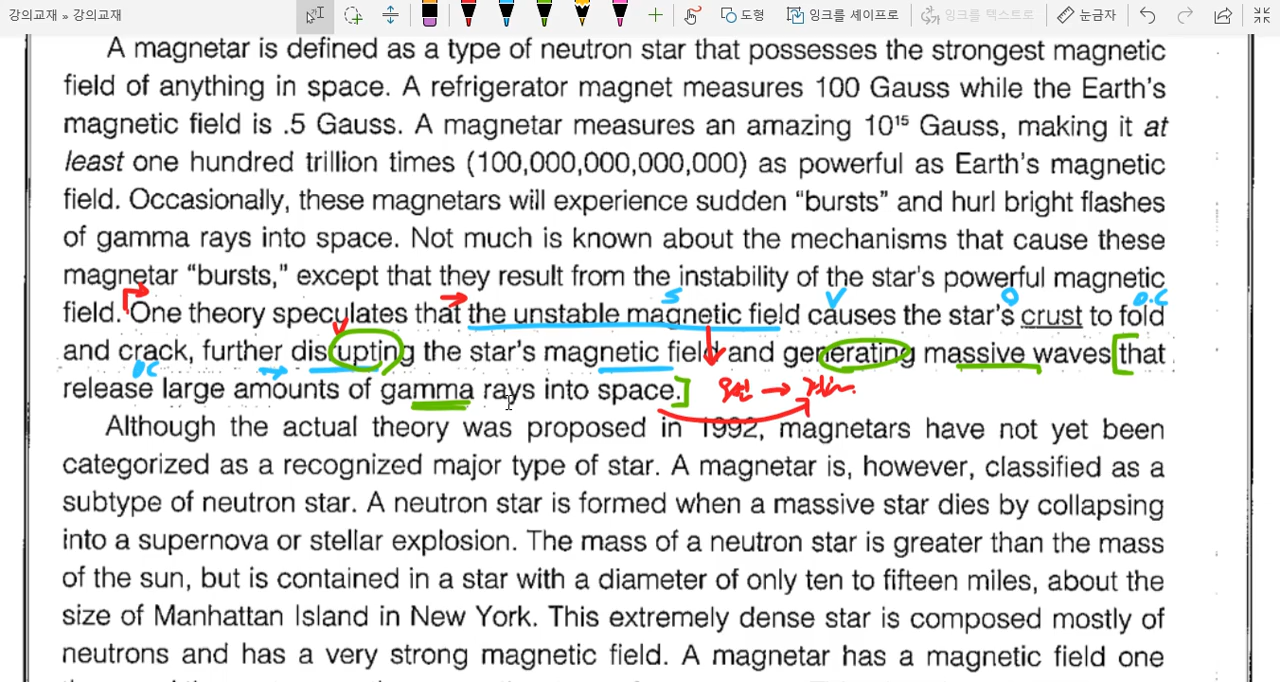 강의교재 › 강의교재
도형
잉크를 셰이프로
잉크를 텍스트로
눈금자
A magnetar is defined as a type of neutron star that possesses the strongest magnetic
field of anything in space. A refrigerator magnet measures 100 Gauss while the Earth's
magnetic field is .5 Gauss. A magnetar measures an amazing 10¹⁵ Gauss, making it at
least one hundred trillion times (100,000,000,000,000) as powerful as Earth's magnetic
field. Occasionally, these magnetars will experience sudden “bursts” and hurl bright flashes
of gamma rays into space. Not much is known about the mechanisms that cause these
magnetar “bursts,” except that they result from the instability of the star's powerful magnetic
S V O O.C
field. One theory speculates that the unstable magnetic field causes the star's crust to fold
V
and crack, further disrupting the star's magnetic field and generating massive waves [that
OC
release large amounts of gamma rays into space.]
Although the actual theory was proposed in 1992, magnetars have not yet been
categorized as a recognized major type of star. A magnetar is, however, classified as a
subtype of neutron star. A neutron star is formed when a massive star dies by collapsing
into a supernova or stellar explosion. The mass of a neutron star is greater than the mass
of the sun, but is contained in a star with a diameter of only ten to fifteen miles, about the
size of Manhattan Island in New York. This extremely dense star is composed mostly of
neutrons and has a very strong magnetic field. A magnetar has a magnetic field one